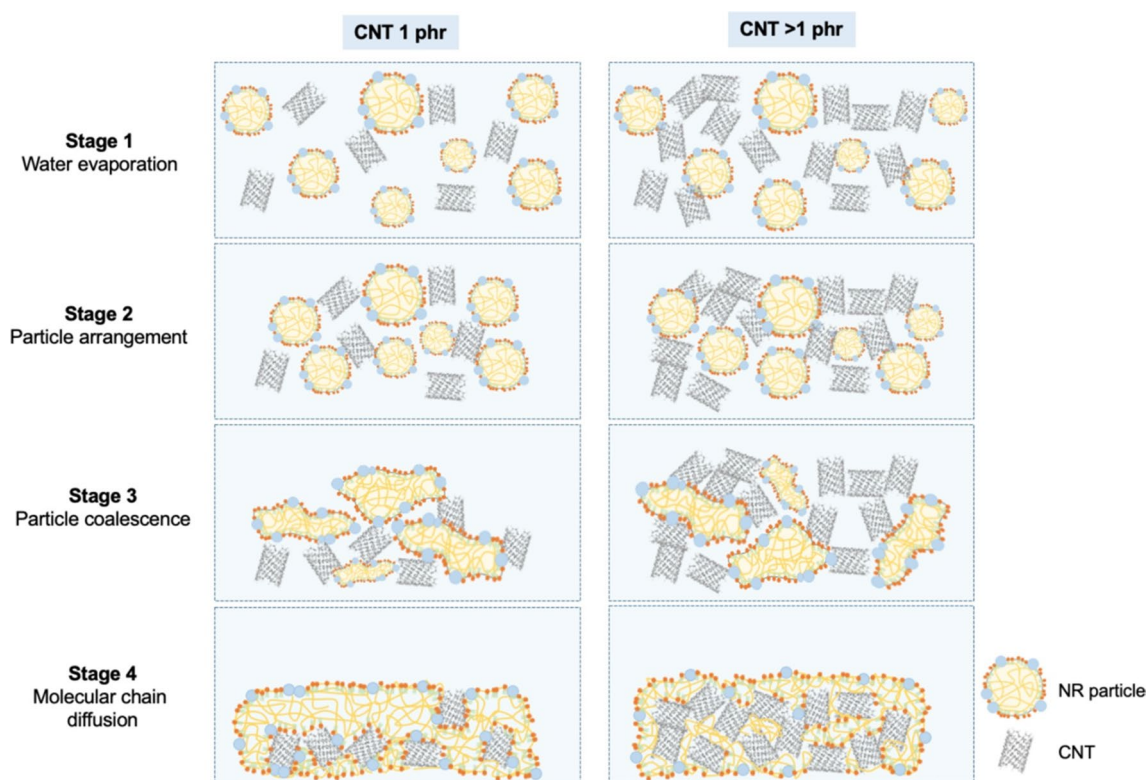 CNT 1 phr
CNT >1 phr
Stage 1
Water evaporation
Stage 2
Particle arrangement
Stage 3
Particle coalescence
Stage 4
Molecular chain
diffusion
NR particle
CNT